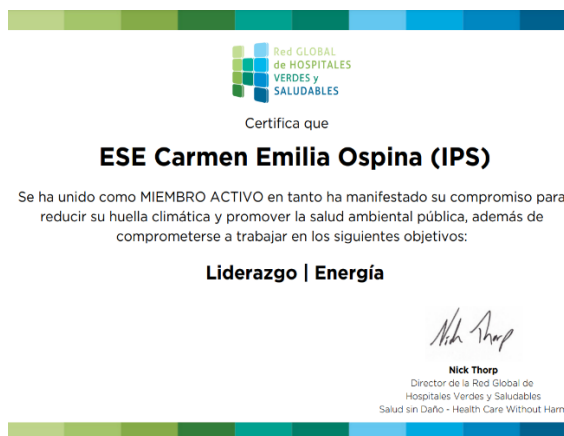 Red GLOBAL
de HOSPITALES
VERDES y
SALUDABLES
Certifica que
ESE Carmen Emilia Ospina (IPS)
Se ha unido como MIEMBRO ACTIVO en tanto ha manifestado su compromiso para
reducir su huella climática y promover la salud ambiental pública, además de
comprometerse a trabajar en los siguientes objetivos:
Liderazgo | Energía
Nick Thorp
Nick Thorp
Director de la Red Global de
Hospitales Verdes y Saludables
Salud sin Daño - Health Care Without Harm